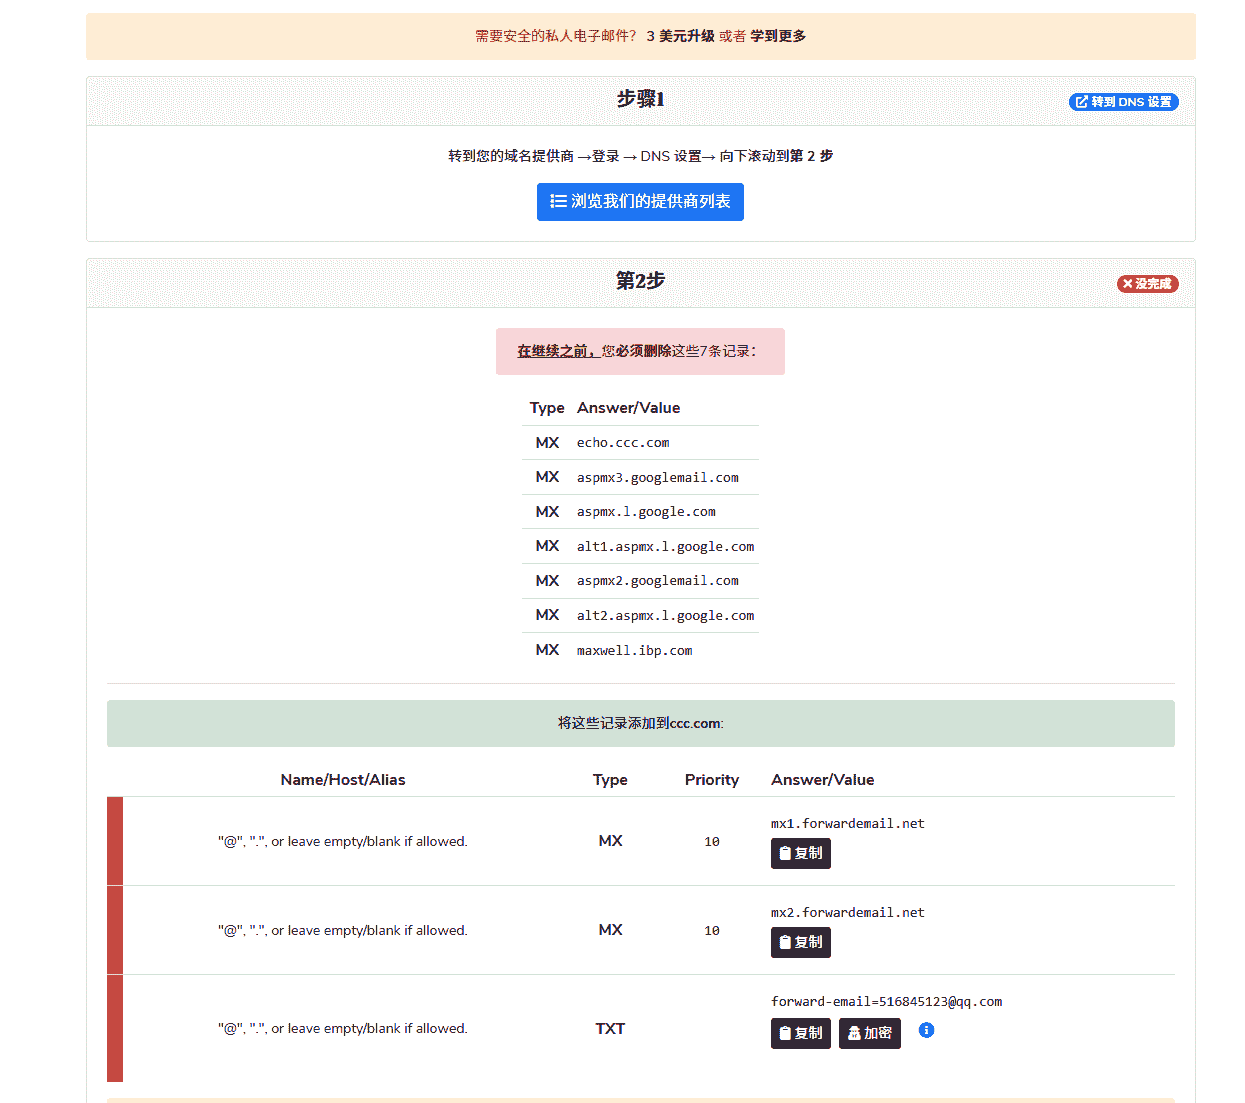 需要安全的私人电子邮件？ 3 美元升级 或者 学到更多
步骤1
转到 DNS 设置
转到您的域名提供商 →登录 → DNS 设置→ 向下滚动到第 2 步
浏览我们的提供商列表
第2步
没完成
在继续之前，您必须删除这些7条记录：
Type Answer/Value
MX echo.ccc.com
MX aspmx3.googlemail.com
MX aspmx.l.google.com
MX alt1.aspmx.l.google.com
MX aspmx2.googlemail.com
MX alt2.aspmx.l.google.com
MX maxwell.ibp.com
将这些记录添加到ccc.com:
Name/Host/Alias Type Priority Answer/Value
"@", ".", or leave empty/blank if allowed. MX 10 mx1.forwardemail.net
复制
"@", ".", or leave empty/blank if allowed. MX 10 mx2.forwardemail.net
复制
"@", ".", or leave empty/blank if allowed. TXT forward-email=516845123@qq.com
复制 加密